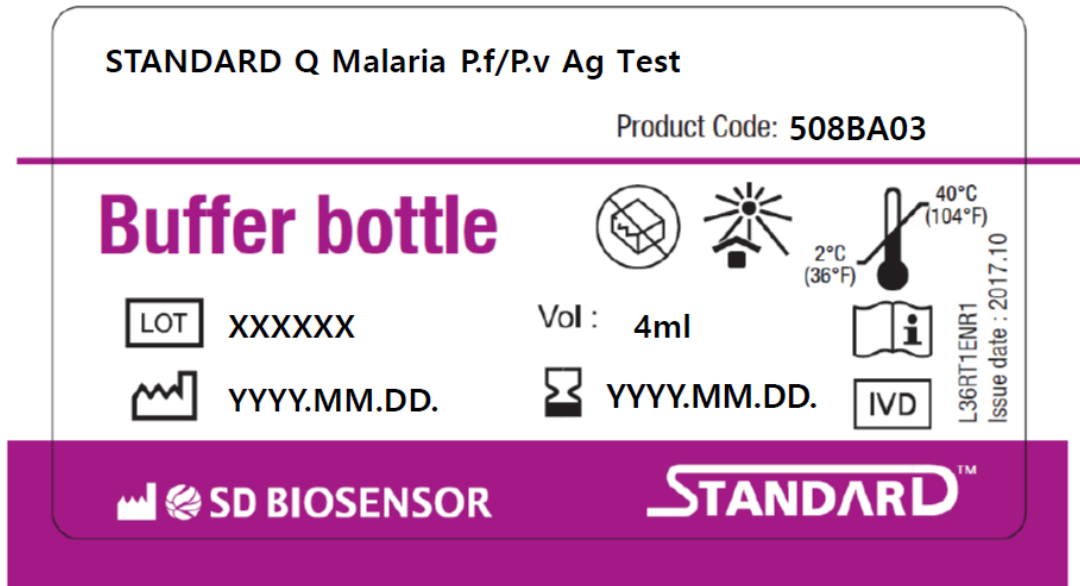 STANDARD Q Malaria P.f/P.v Ag Test
Product Code: 508BA03
Buffer bottle
40°C
(104°F)
2°C
(36°F)
LOT XXXXXX
Vol : 4ml
YYYY.MM.DD.
YYYY.MM.DD.
i
IVD
L36RT1ENR1
Issue date : 2017.10
SD BIOSENSOR
STANDARD™